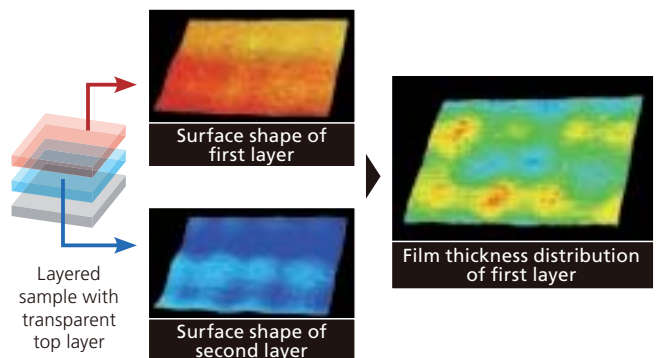 Surface shape of
first layer
Layered
sample with
transparent
top layer
Surface shape of
second layer
Film thickness distribution
of first layer